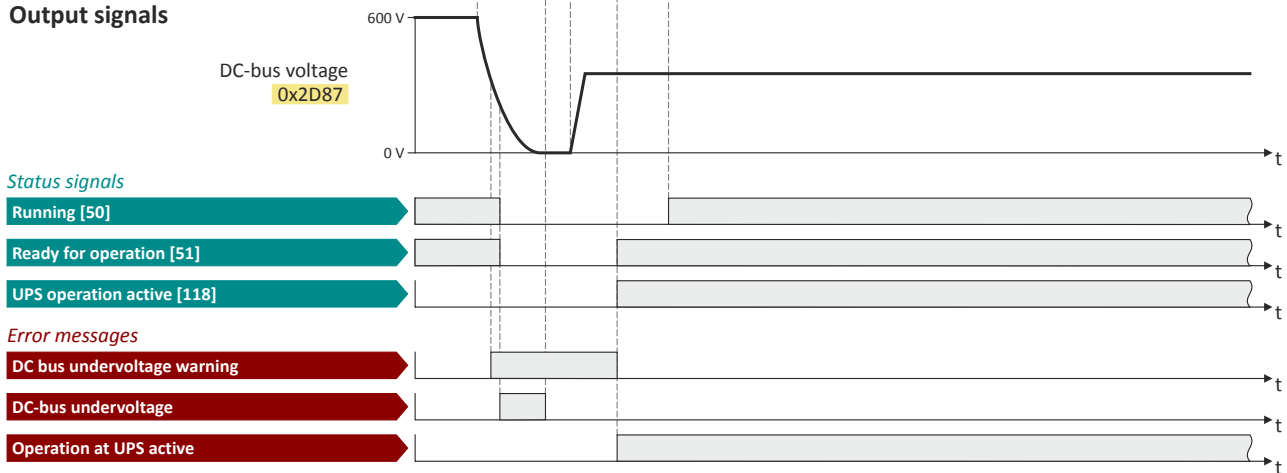 Output signals
600 V
DC-bus voltage
0x2D87
0 V
t
Status signals
Running [50]
t
Ready for operation [51]
t
UPS operation active [118]
t
Error messages
DC bus undervoltage warning
t
DC-bus undervoltage
t
Operation at UPS active
t